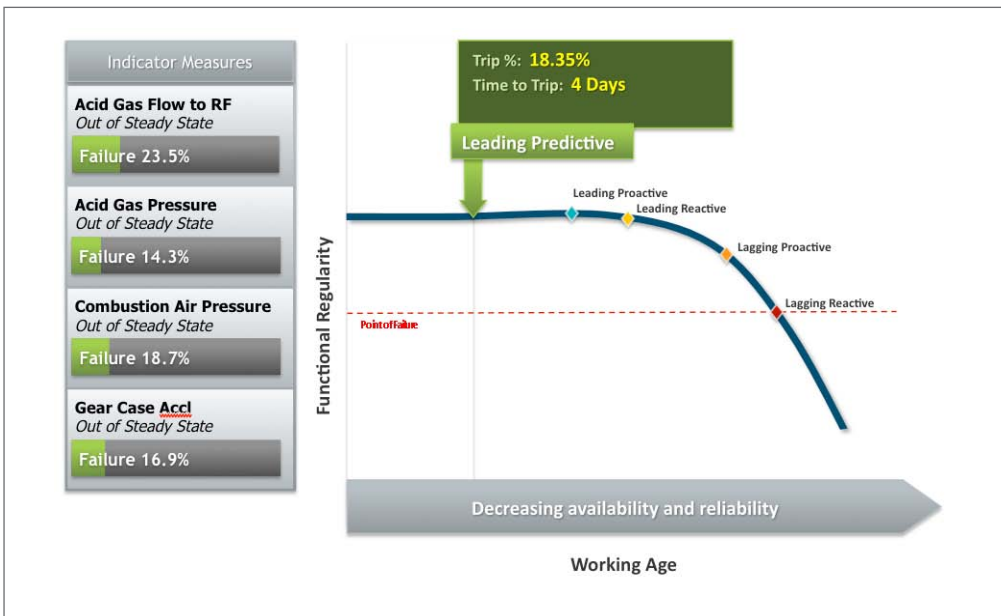 Indicator Measures
Acid Gas Flow to RF
Out of Steady State
Failure 23.5%
Acid Gas Pressure
Out of Steady State
Failure 14.3%
Combustion Air Pressure
Out of Steady State
Failure 18.7%
Gear Case Accl
Out of Steady State
Failure 16.9%
Trip %: 18.35%
Time to Trip: 4 Days
Leading Predictive
Leading Proactive
Leading Reactive
Lagging Proactive
Lagging Reactive
Point of Failure
Functional Regularity
Decreasing availability and reliability
Working Age